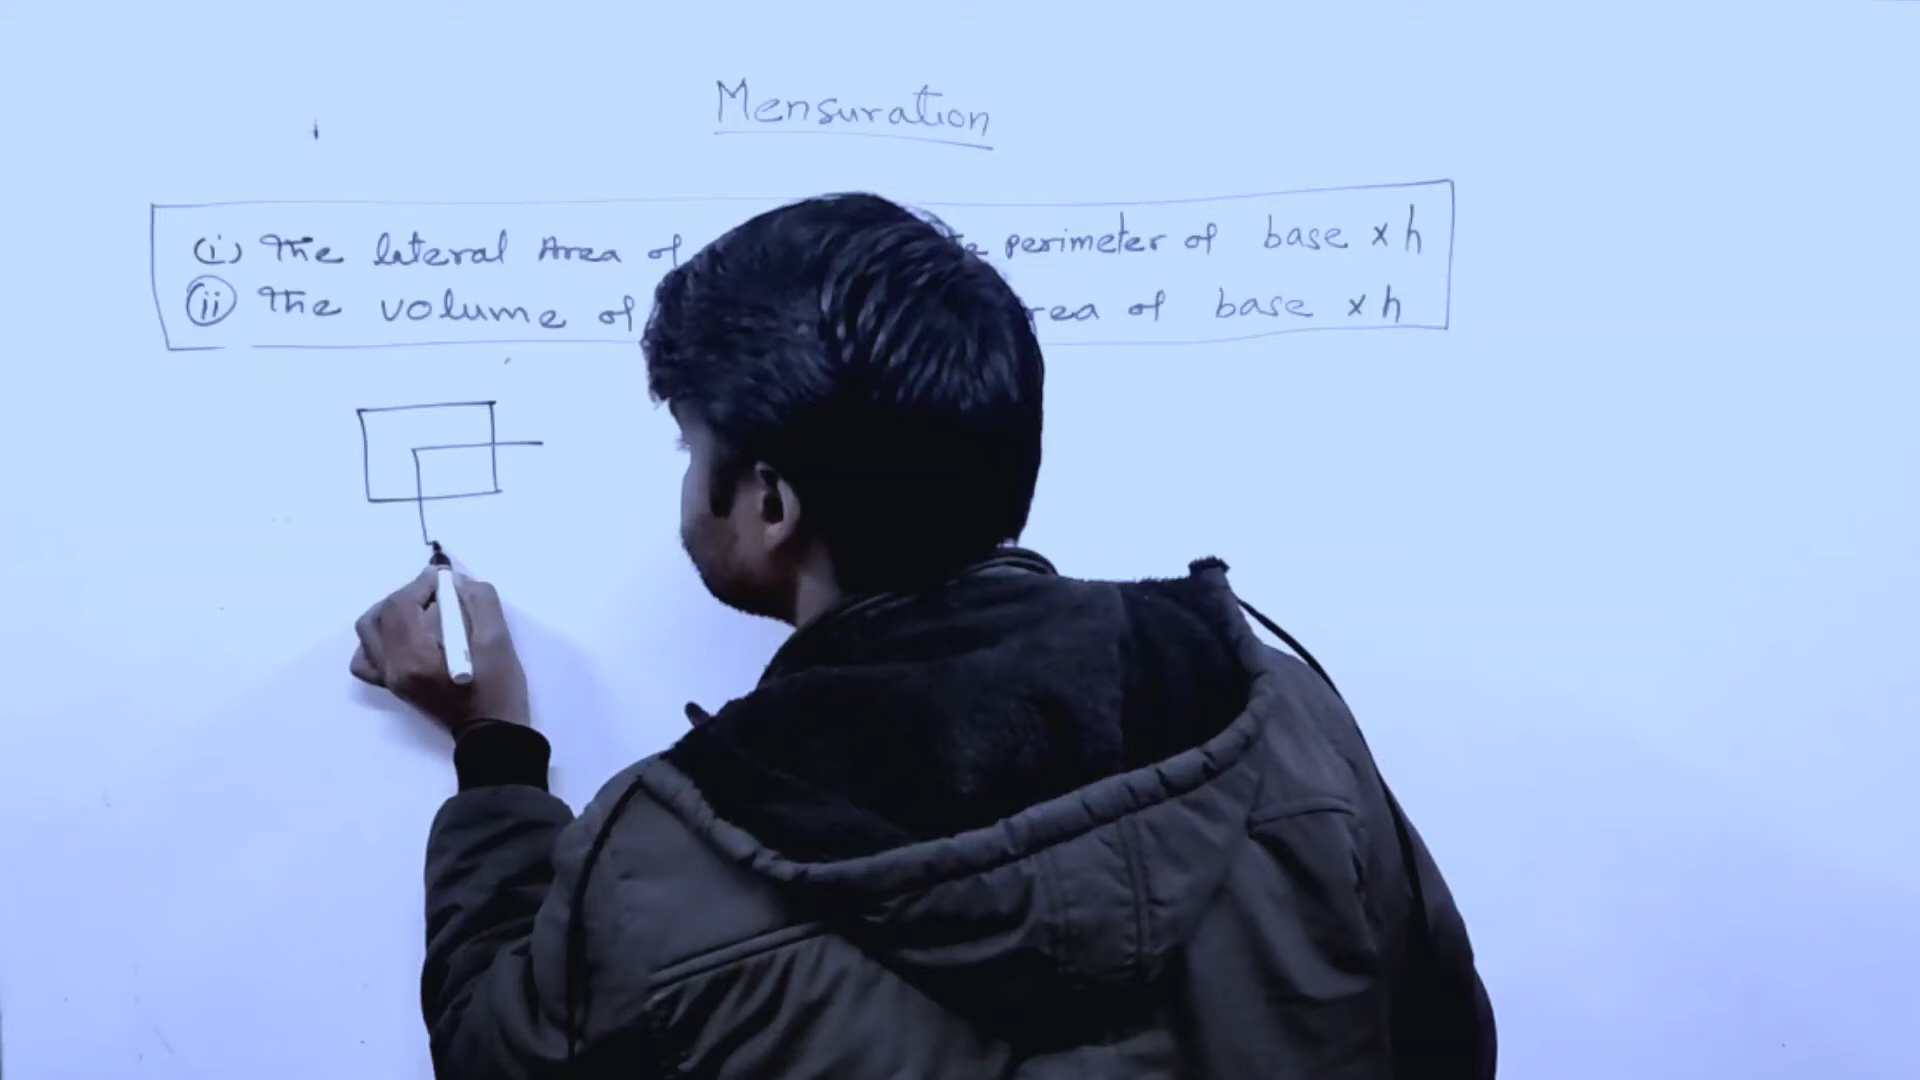 Mensuration
(i) The lateral Area of perimeter of base × h
(ii) The volume of rea of base × h